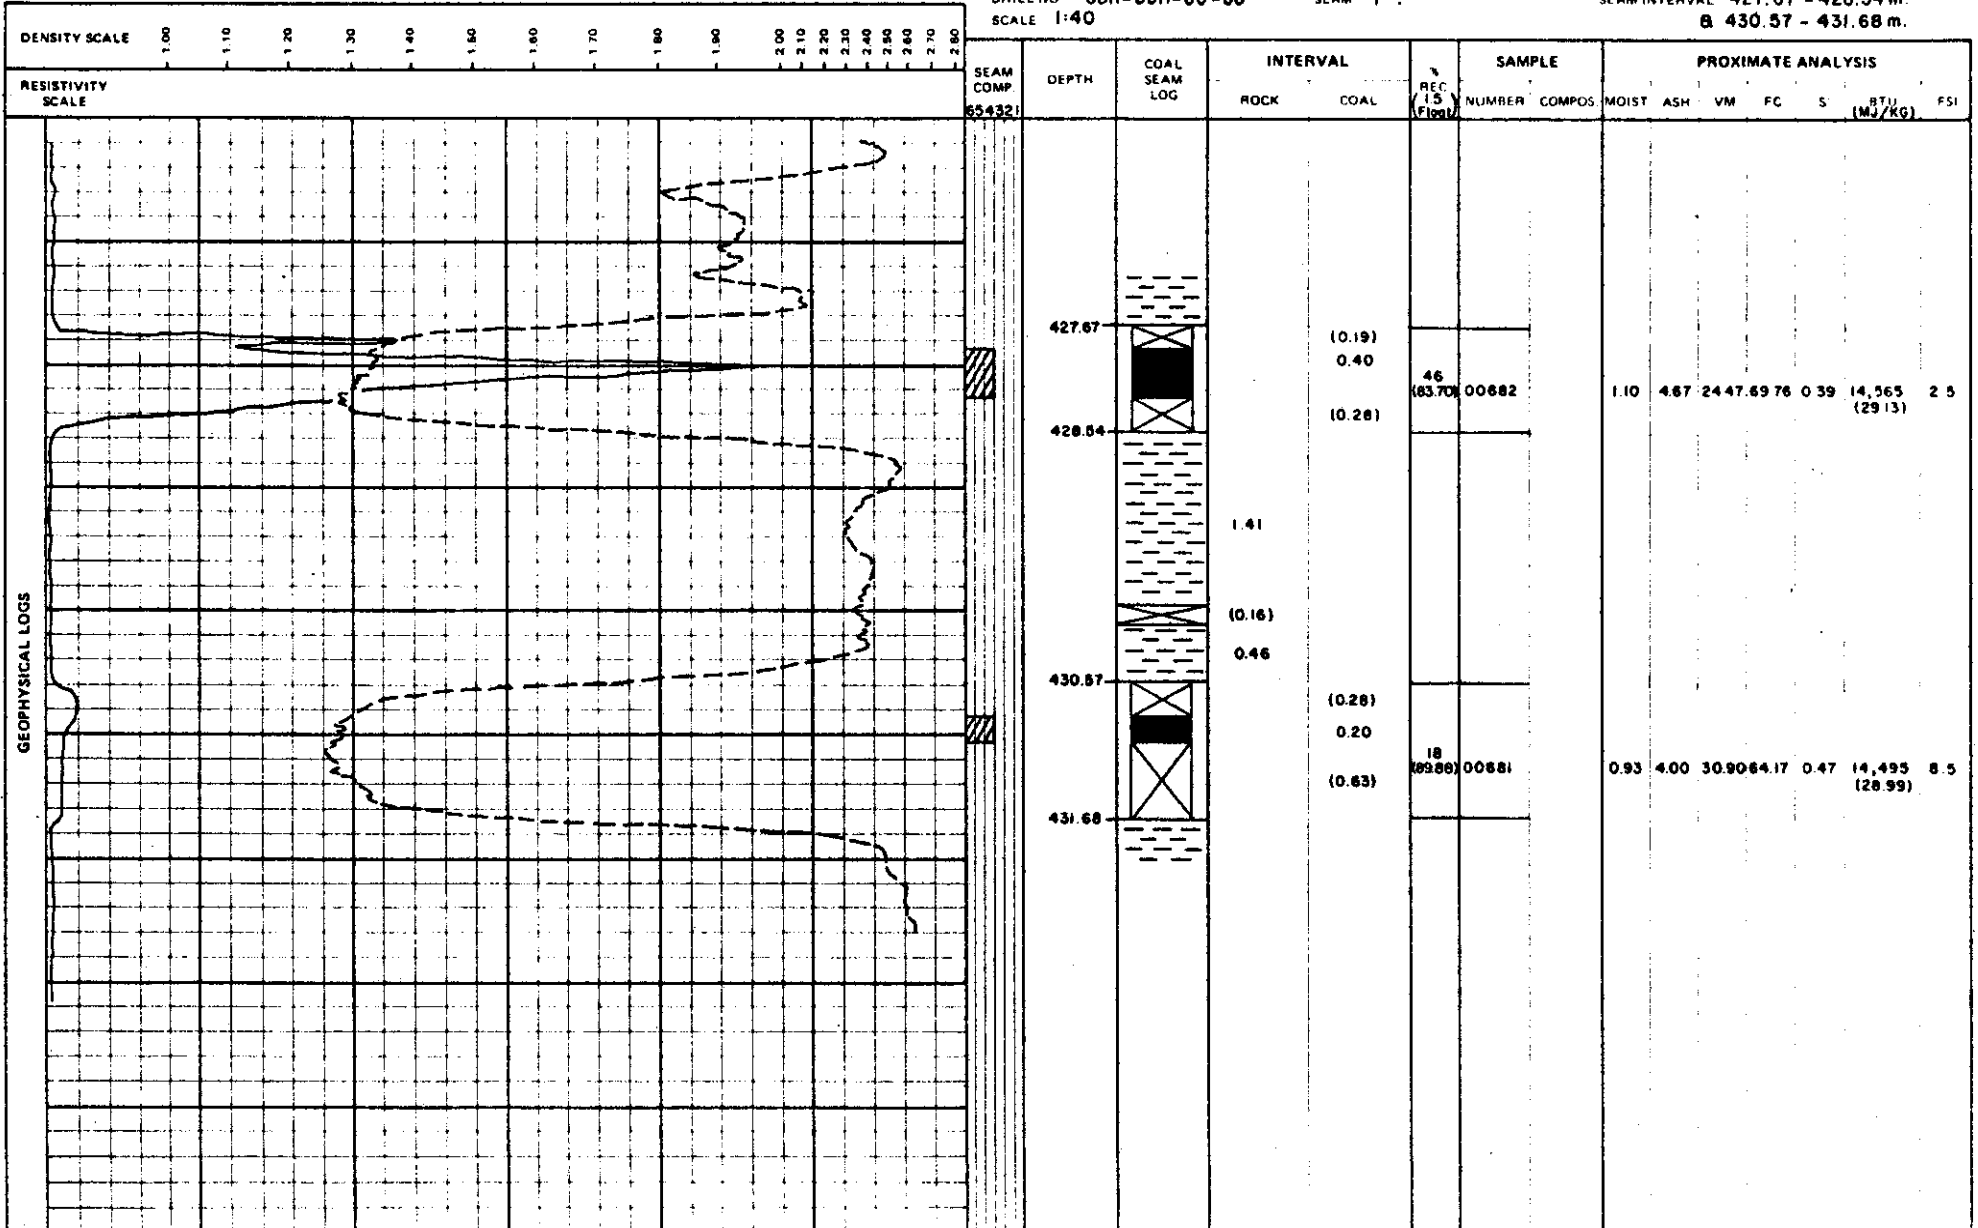 SCALE 1:40
& 430.57 - 431.68 m.
DENSITY SCALE 1.00 1.10 1.20 1.30 1.40 1.50 1.60 1.70 1.80 1.90 2.00 2.10 2.20 2.30 2.40 2.50 2.60 2.70 2.80
RESISTIVITY SCALE
SEAM COMP. 654321
DEPTH
COAL SEAM LOG
INTERVAL
ROCK COAL
% REC (1.5 Float)
SAMPLE
NUMBER COMPOS.
PROXIMATE ANALYSIS
MOIST ASH VM FC S BTU (MJ/KG) FSI
GEOPHYSICAL LOGS
427.67
(0.19)
0.40
46 (83.70) 00682 1.10 4.67 24 47.69 76 0 39 14,565 2 5
(29 13)
(0.28)
428.54
1.41
(0.16)
0.46
430.57
(0.28)
0.20
18 (89.88) 00681 0.93 4.00 30.90 64.17 0.47 14,495 8.5
(28.99)
(0.63)
431.68